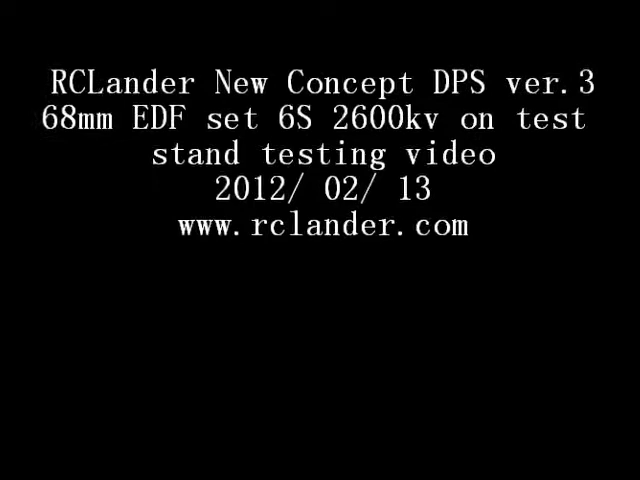 RCLander New Concept DPS ver.3
68mm EDF set 6S 2600kv on test
stand testing video
2012/ 02/ 13
www.rclander.com